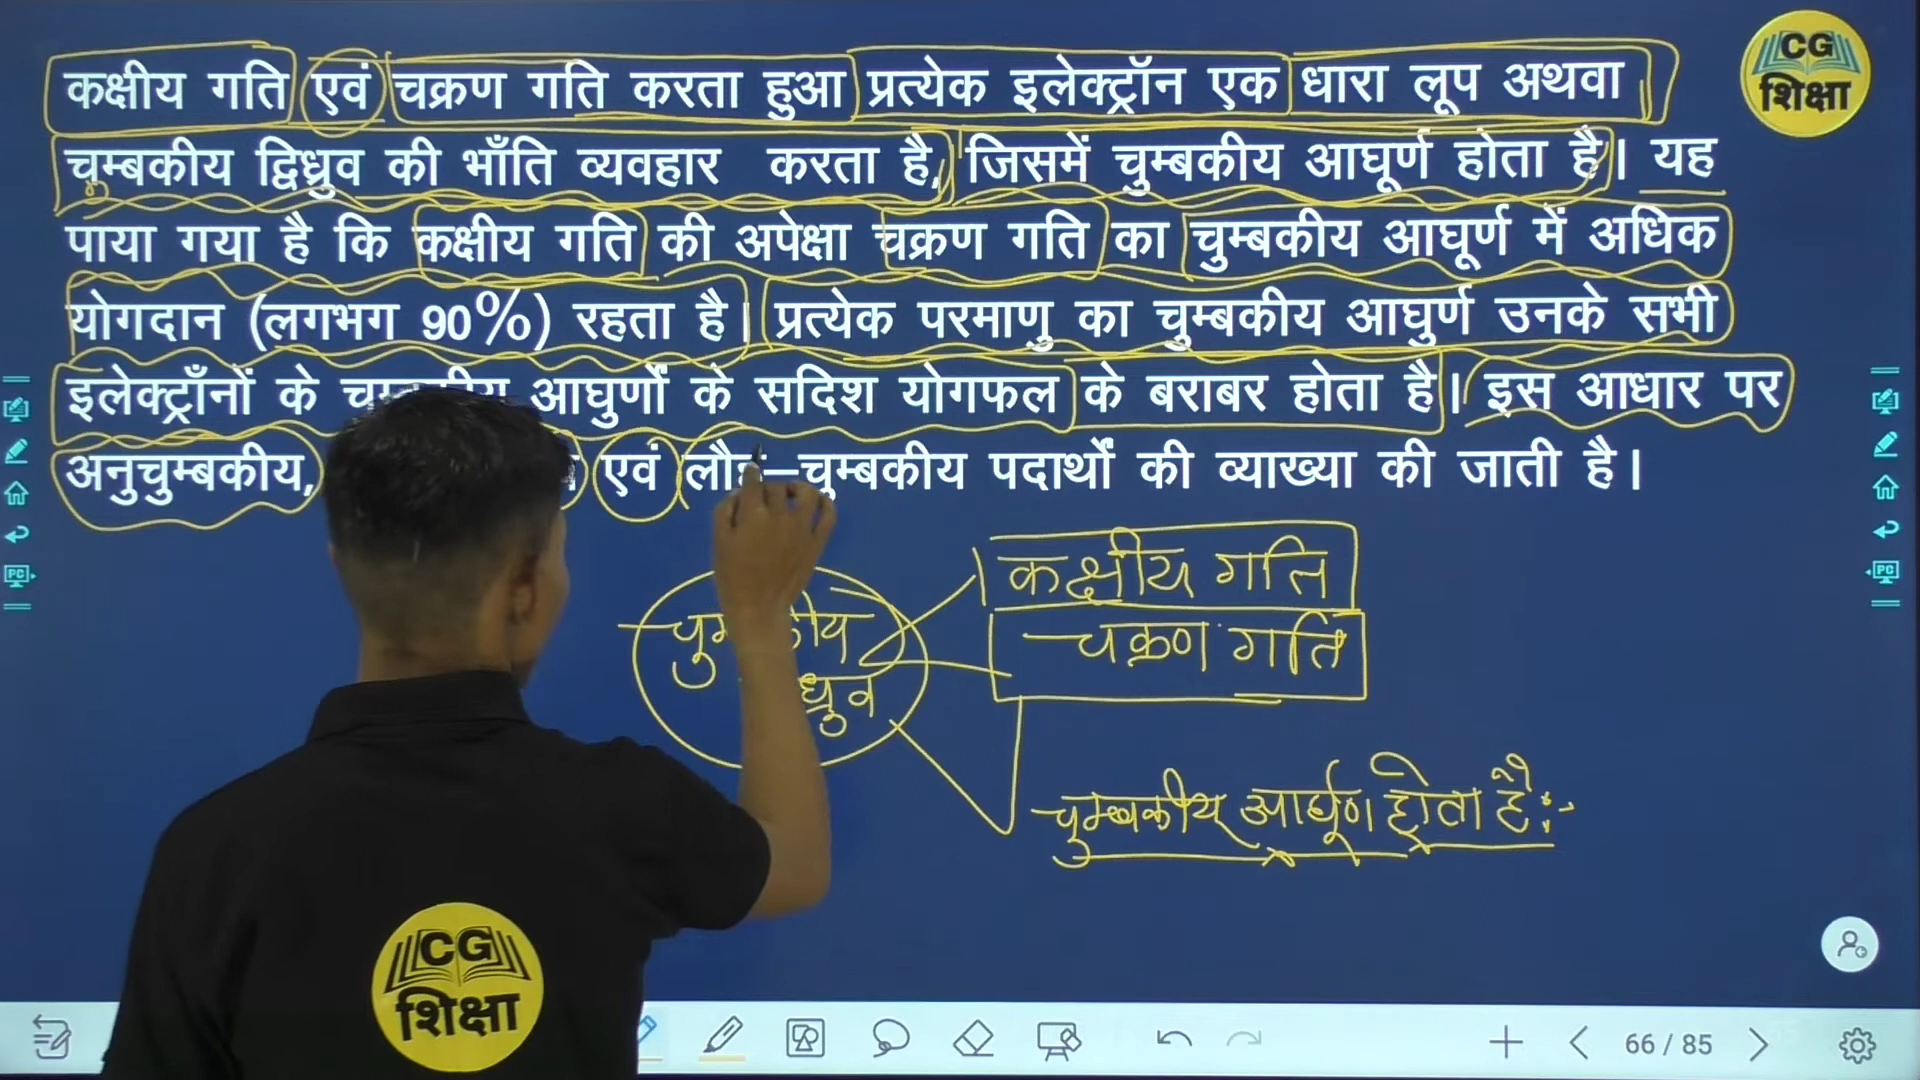 कक्षीय गति एवं चक्रण गति करता हुआ प्रत्येक इलेक्ट्रॉन एक धारा लूप अथवा
चुम्बकीय द्विध्रुव की भाँति व्यवहार करता है, जिसमें चुम्बकीय आघूर्ण होता है। यह
पाया गया है कि कक्षीय गति की अपेक्षा चक्रण गति का चुम्बकीय आघूर्ण में अधिक
योगदान (लगभग 90%) रहता है। प्रत्येक परमाणु का चुम्बकीय आघुर्ण उनके सभी
इलेक्ट्राँनों के आघुर्णों के सदिश योगफल के बराबर होता है। इस आधार पर
अनुचुम्बकीय, एवं चुम्बकीय पदार्थों की व्याख्या की जाती है।
कक्षीय गति
चक्रण गति
ध्रुव
चुम्बकीय आर्घूण होता है:-
CG
शिक्षा
CG
शिक्षा
PC
PC
66 / 85